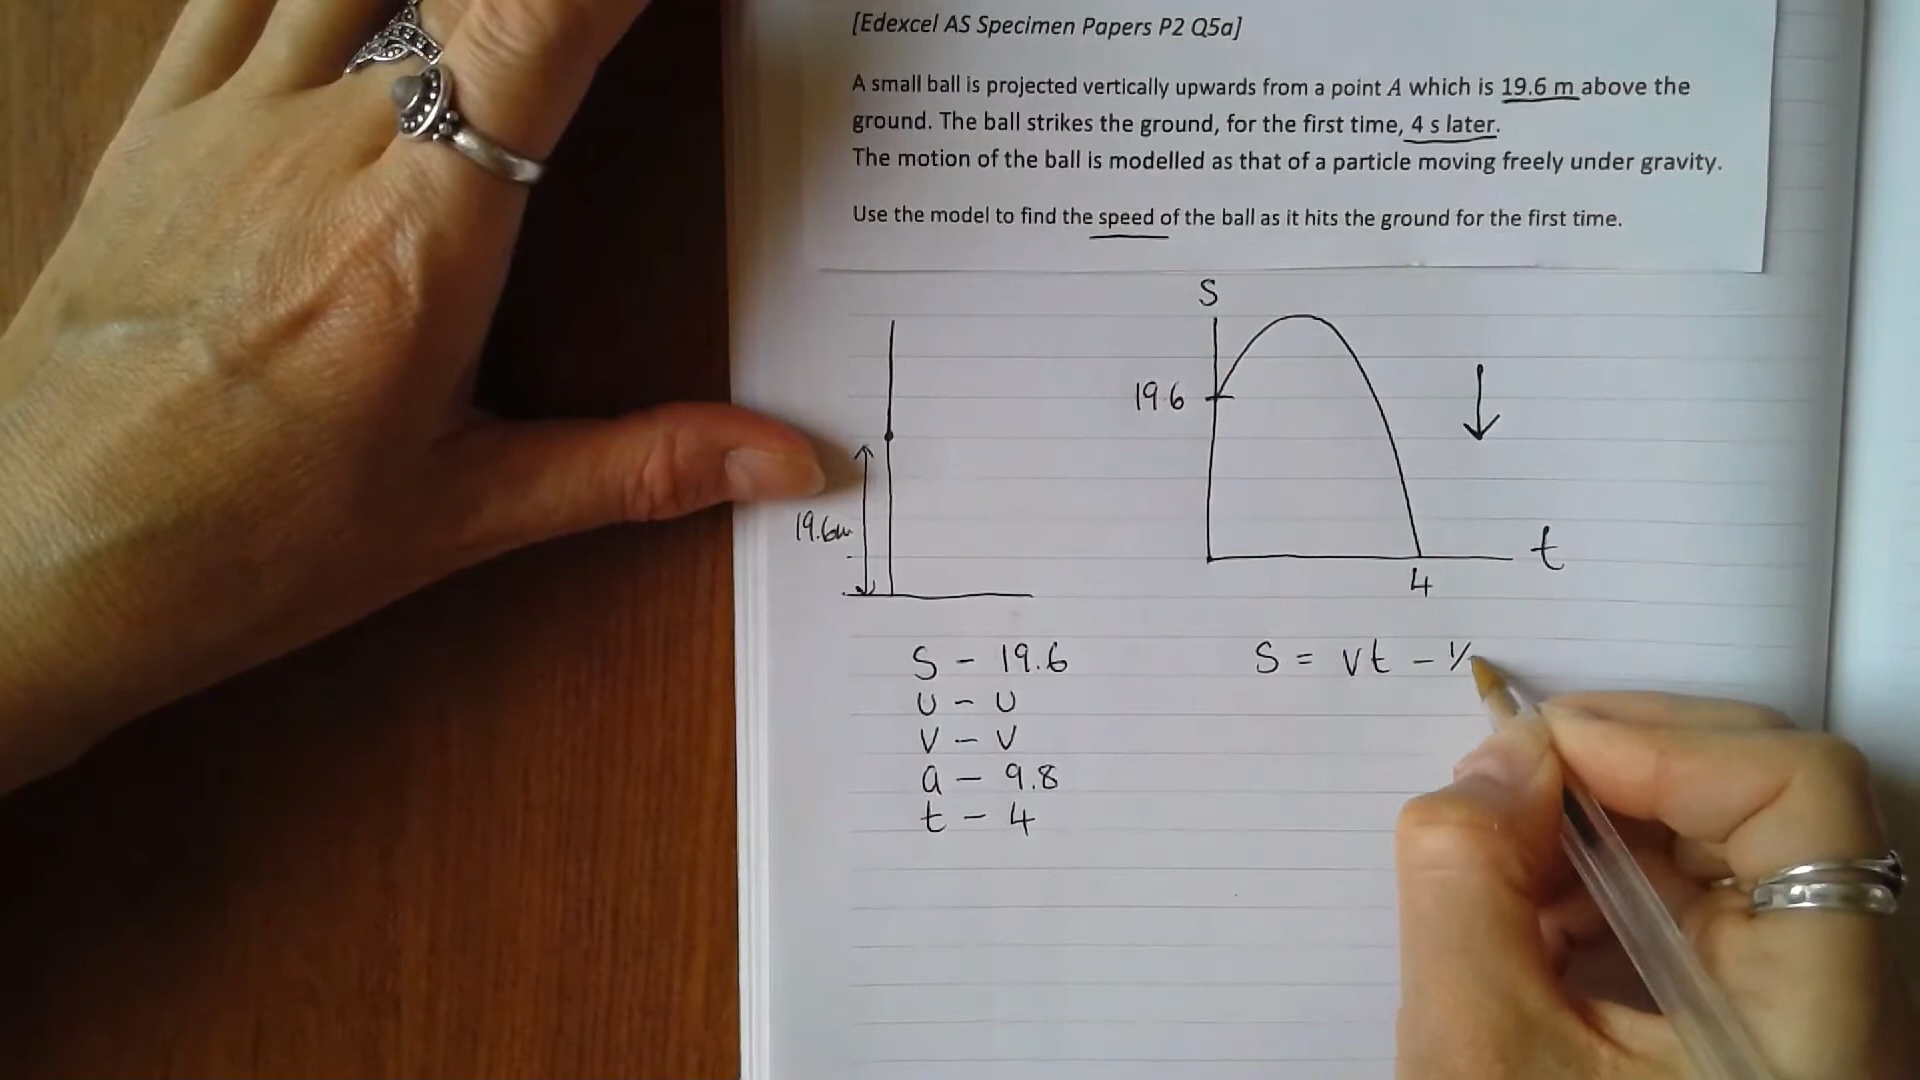 [Edexcel AS Specimen Papers P2 Q5a]
A small ball is projected vertically upwards from a point A which is 19.6 m above the
ground. The ball strikes the ground, for the first time, 4 s later.
The motion of the ball is modelled as that of a particle moving freely under gravity.
Use the model to find the speed of the ball as it hits the ground for the first time.
S
19.6
19.6m
t
4
S - 19.6
U - U
V - V
a - 9.8
t - 4
S = vt - 1/